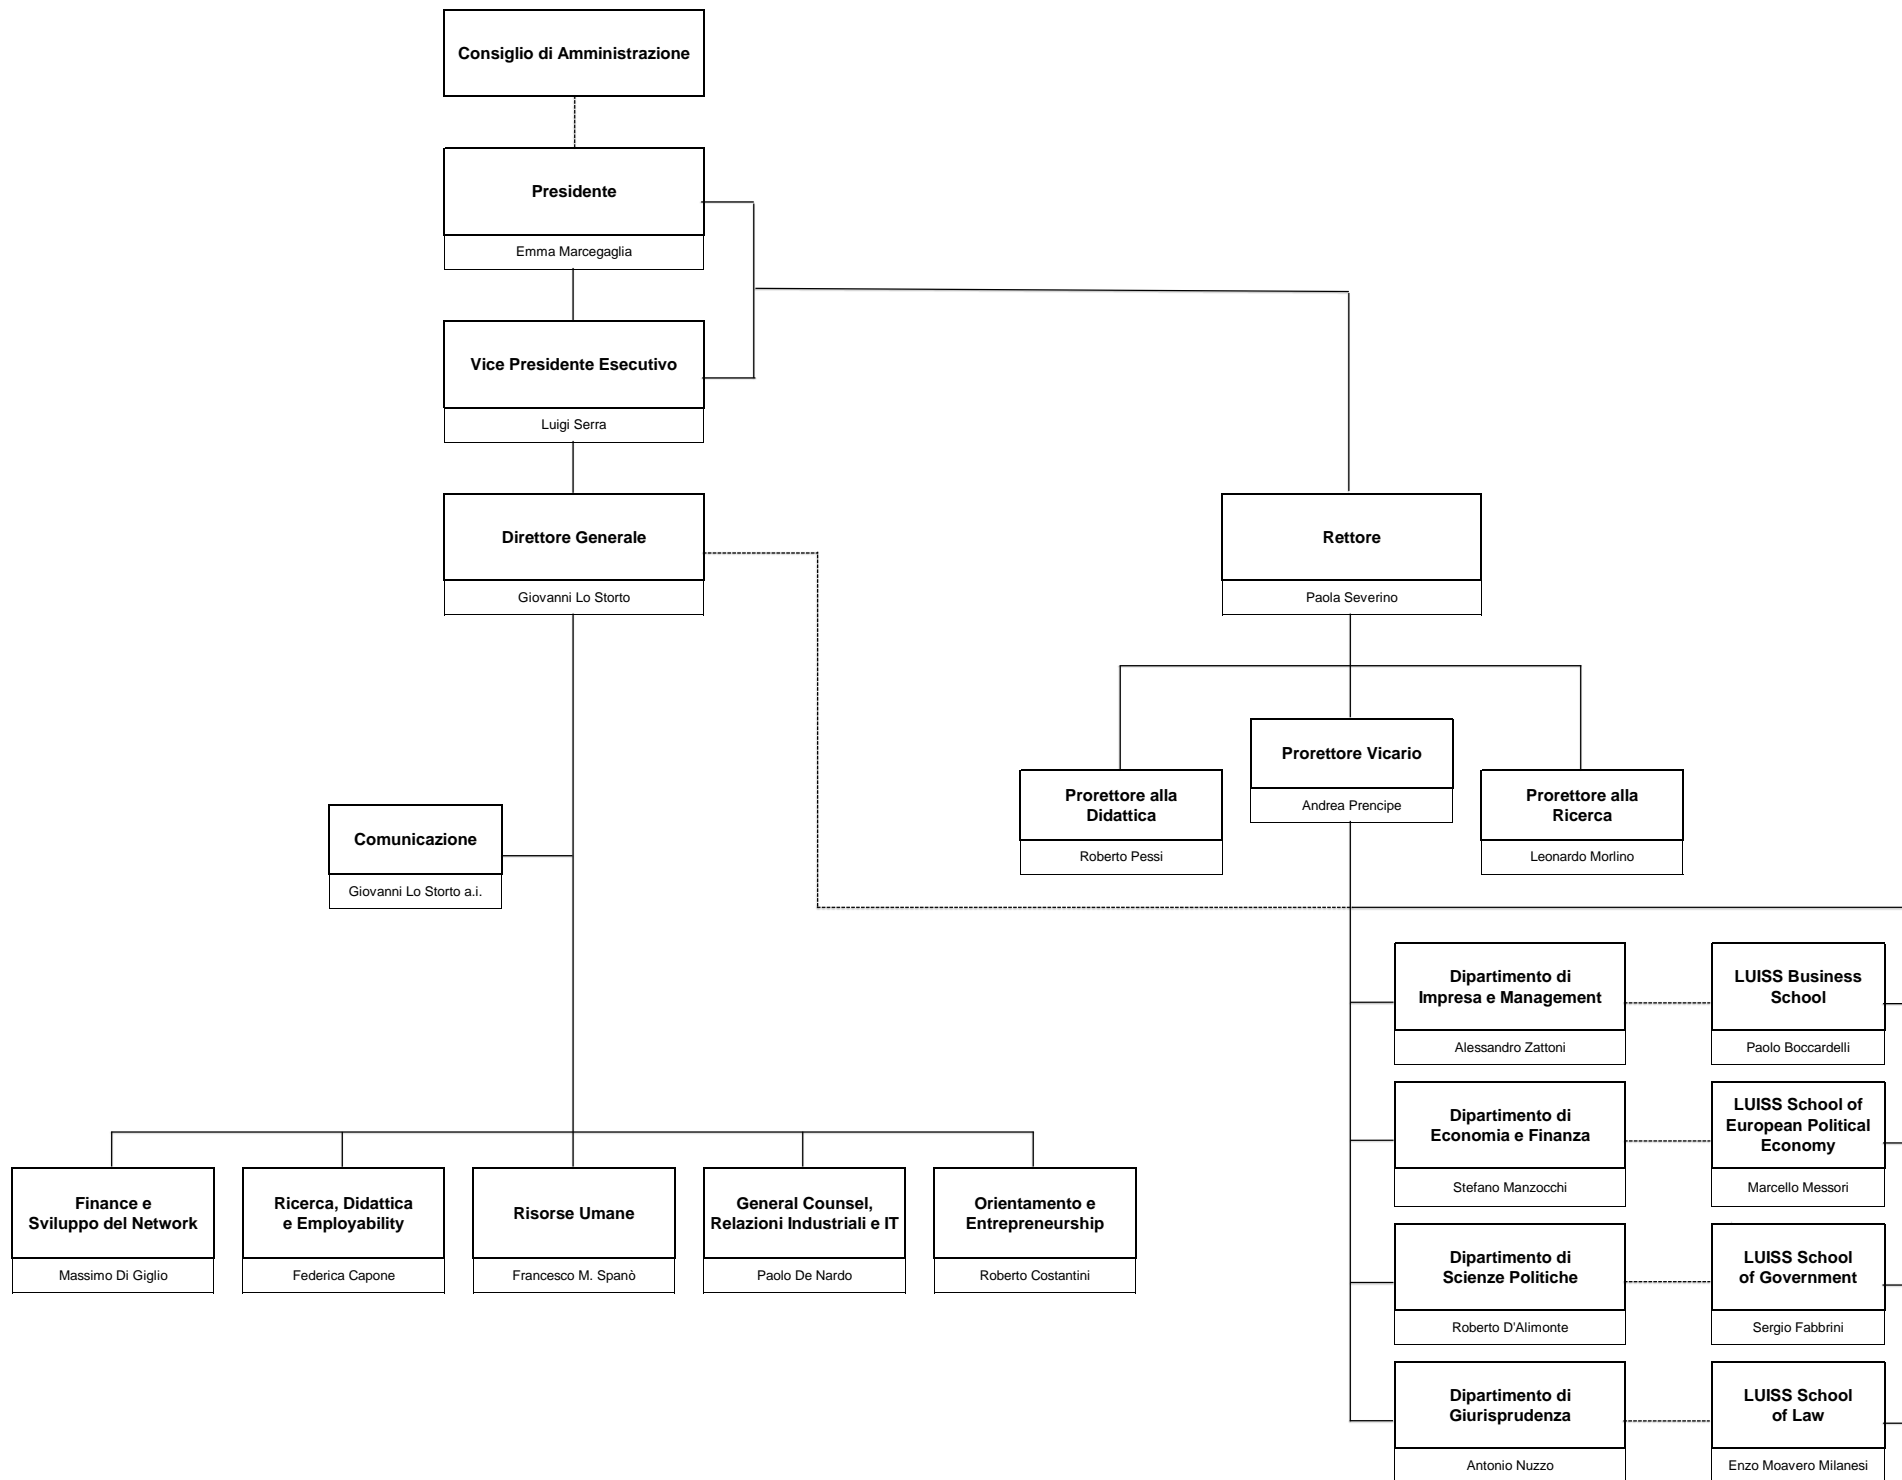 Consiglio di Amministrazione
Presidente
Emma Marcegaglia
Vice Presidente Esecutivo
Luigi Serra
Direttore Generale
Giovanni Lo Storto
Rettore
Paola Severino
Prorettore Vicario
Andrea Prencipe
Prorettore alla
Didattica
Roberto Pessi
Prorettore alla
Ricerca
Leonardo Morlino
Comunicazione
Giovanni Lo Storto a.i.
Dipartimento di
Impresa e Management
Alessandro Zattoni
LUISS Business
School
Paolo Boccardelli
Dipartimento di
Economia e Finanza
Stefano Manzocchi
LUISS School of
European Political
Economy
Marcello Messori
Finance e
Sviluppo del Network
Massimo Di Giglio
Ricerca, Didattica
e Employability
Federica Capone
Risorse Umane
Francesco M. Spanò
General Counsel,
Relazioni Industriali e IT
Paolo De Nardo
Orientamento e
Entrepreneurship
Roberto Costantini
Dipartimento di
Scienze Politiche
Roberto D'Alimonte
LUISS School
of Government
Sergio Fabbrini
Dipartimento di
Giurisprudenza
Antonio Nuzzo
LUISS School
of Law
Enzo Moavero Milanesi